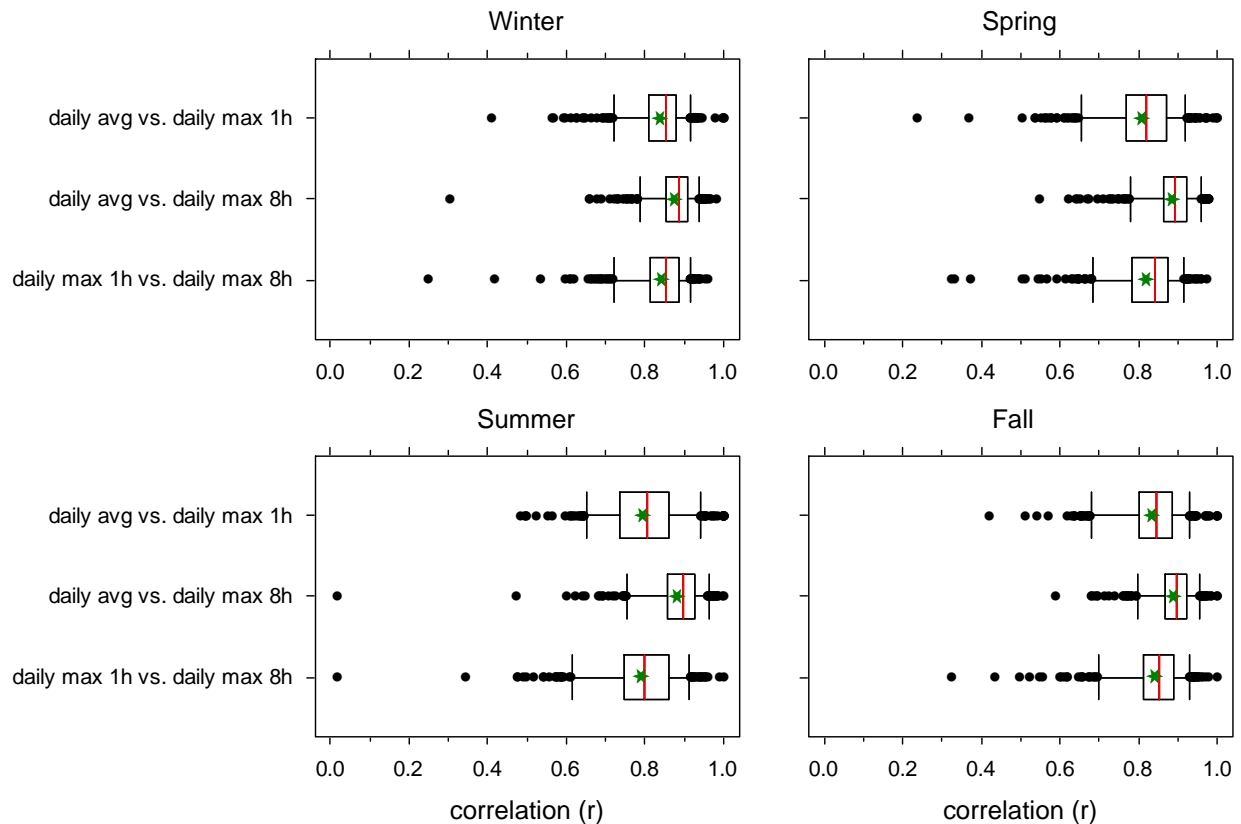 Winter
Spring
daily avg vs. daily max 1h
daily avg vs. daily max 8h
daily max 1h vs. daily max 8h
0.0 0.2 0.4 0.6 0.8 1.0
0.0 0.2 0.4 0.6 0.8 1.0
Summer
Fall
daily avg vs. daily max 1h
daily avg vs. daily max 8h
daily max 1h vs. daily max 8h
0.0 0.2 0.4 0.6 0.8 1.0
0.0 0.2 0.4 0.6 0.8 1.0
correlation (r)
correlation (r)